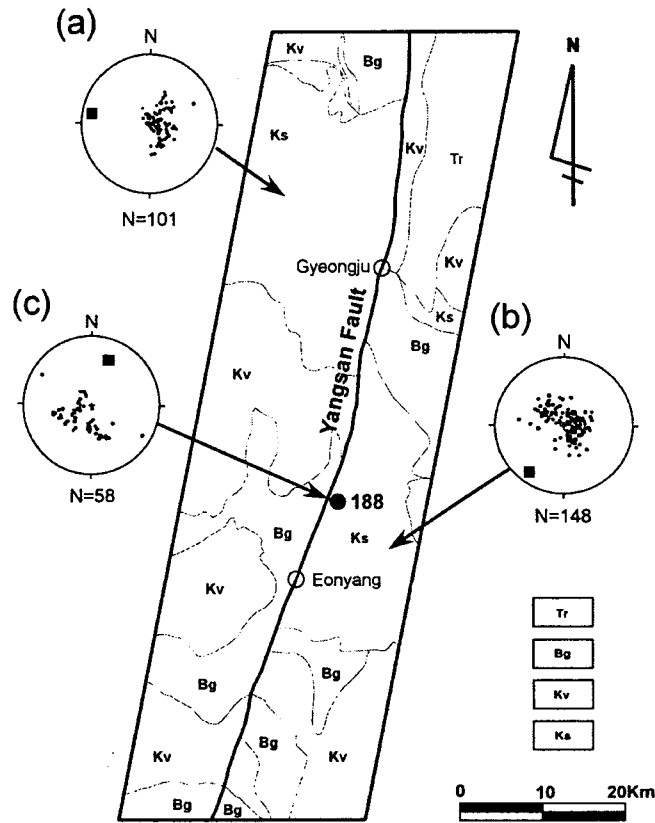 (a)
N
N=101
(c)
N
N=58
(b)
N
N=148
N
Kv
Bg
Ks
Kv
Tr
Gyeongju
Kv
Ks
Bg
Kv
Yangsan Fault
188
Ks
Bg
Eonyang
Kv
Bg
Bg
Bg
Kv
Kv
Bg
Bg
Tr
Bg
Kv
Ks
0 10 20Km